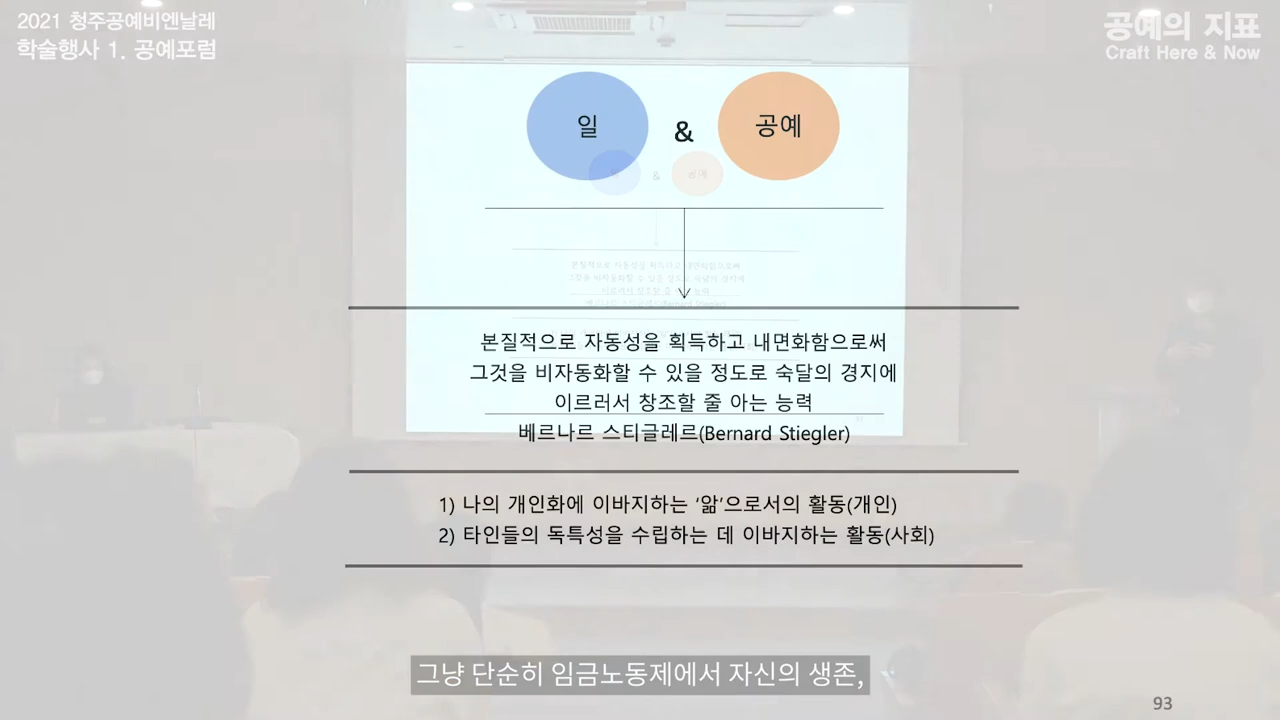 2021 청주공예비엔날레
학술행사 1. 공예포럼
공예의 지표
Craft Here & Now
일
&
공예
& 공예
본질적으로 자동성을 획득하고 내면화함으로써
그것을 비자동화할 수 있을 정도로 숙달의 경지에
이르러서 창조할 줄 아는 능력
베르나르 스티글레르(Bernard Stiegler)
1) 나의 개인화에 이바지하는 ‘앎’으로서의 활동(개인)
2) 타인들의 독특성을 수립하는 데 이바지하는 활동(사회)
그냥 단순히 임금노동제에서 자신의 생존,
93